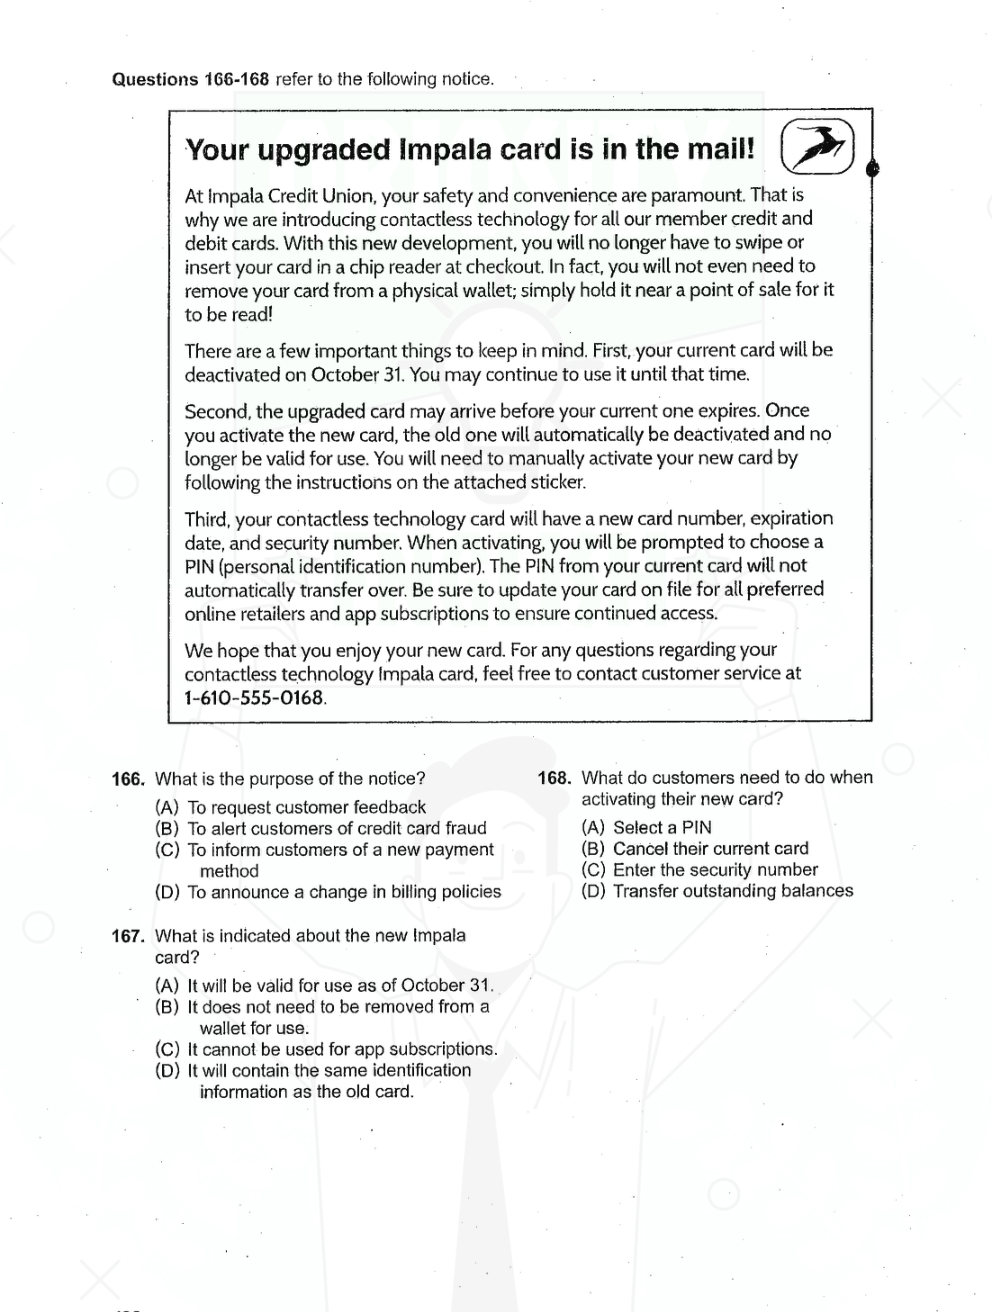 Questions 166-168 refer to the following notice.
Your upgraded Impala card is in the mail!
At Impala Credit Union, your safety and convenience are paramount. That is
why we are introducing contactless technology for all our member credit and
debit cards. With this new development, you will no longer have to swipe or
insert your card in a chip reader at checkout. In fact, you will not even need to
remove your card from a physical wallet; simply hold it near a point of sale for it
to be read!
There are a few important things to keep in mind. First, your current card will be
deactivated on October 31. You may continue to use it until that time.
Second, the upgraded card may arrive before your current one expires. Once
you activate the new card, the old one will automatically be deactivated and no
longer be valid for use. You will need to manually activate your new card by
following the instructions on the attached sticker.
Third, your contactless technology card will have a new card number, expiration
date, and security number. When activating, you will be prompted to choose a
PIN (personal identification number). The PIN from your current card will not
automatically transfer over. Be sure to update your card on file for all preferred
online retailers and app subscriptions to ensure continued access.
We hope that you enjoy your new card. For any questions regarding your
contactless technology Impala card, feel free to contact customer service at
1-610-555-0168.
166. What is the purpose of the notice?
(A) To request customer feedback
(B) To alert customers of credit card fraud
(C) To inform customers of a new payment
method
(D) To announce a change in billing policies
167. What is indicated about the new Impala
card?
(A) It will be valid for use as of October 31.
(B) It does not need to be removed from a
wallet for use.
(C) It cannot be used for app subscriptions.
(D) It will contain the same identification
information as the old card.
168. What do customers need to do when
activating their new card?
(A) Select a PIN
(B) Cancel their current card
(C) Enter the security number
(D) Transfer outstanding balances